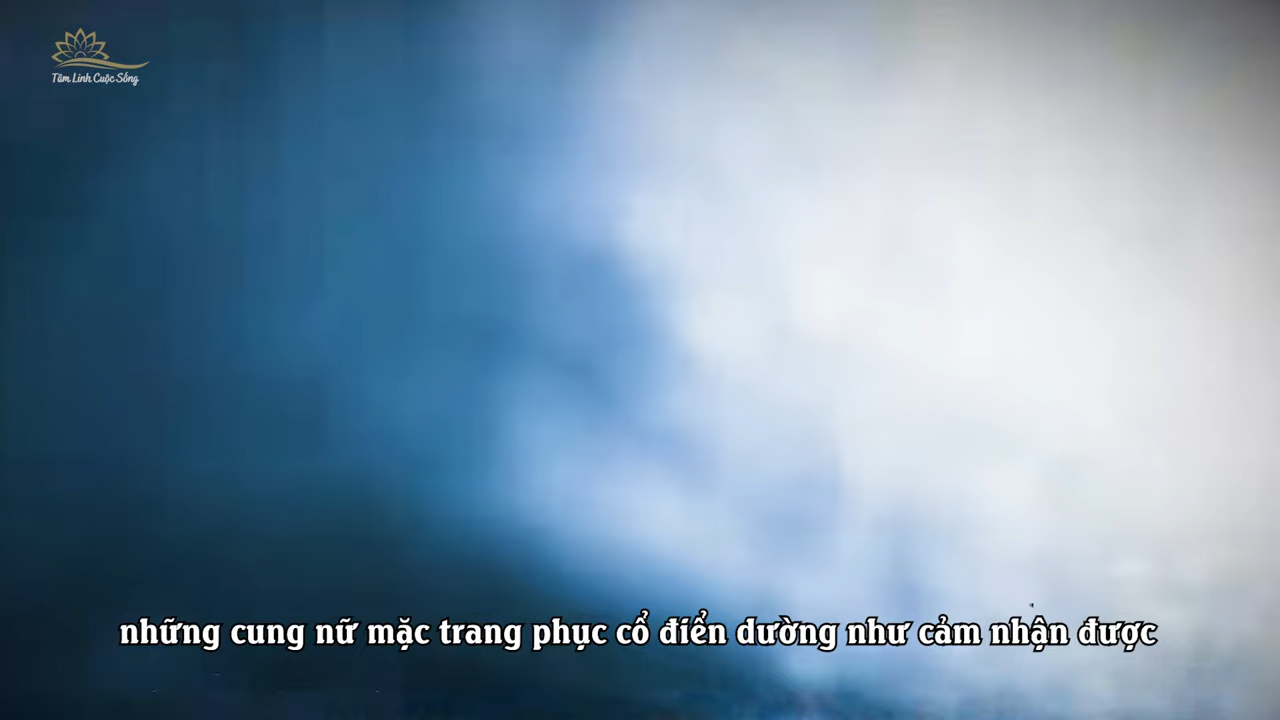 Tâm Linh Cuộc Sống
những cung nữ mặc trang phục cổ điển dường như cảm nhận được